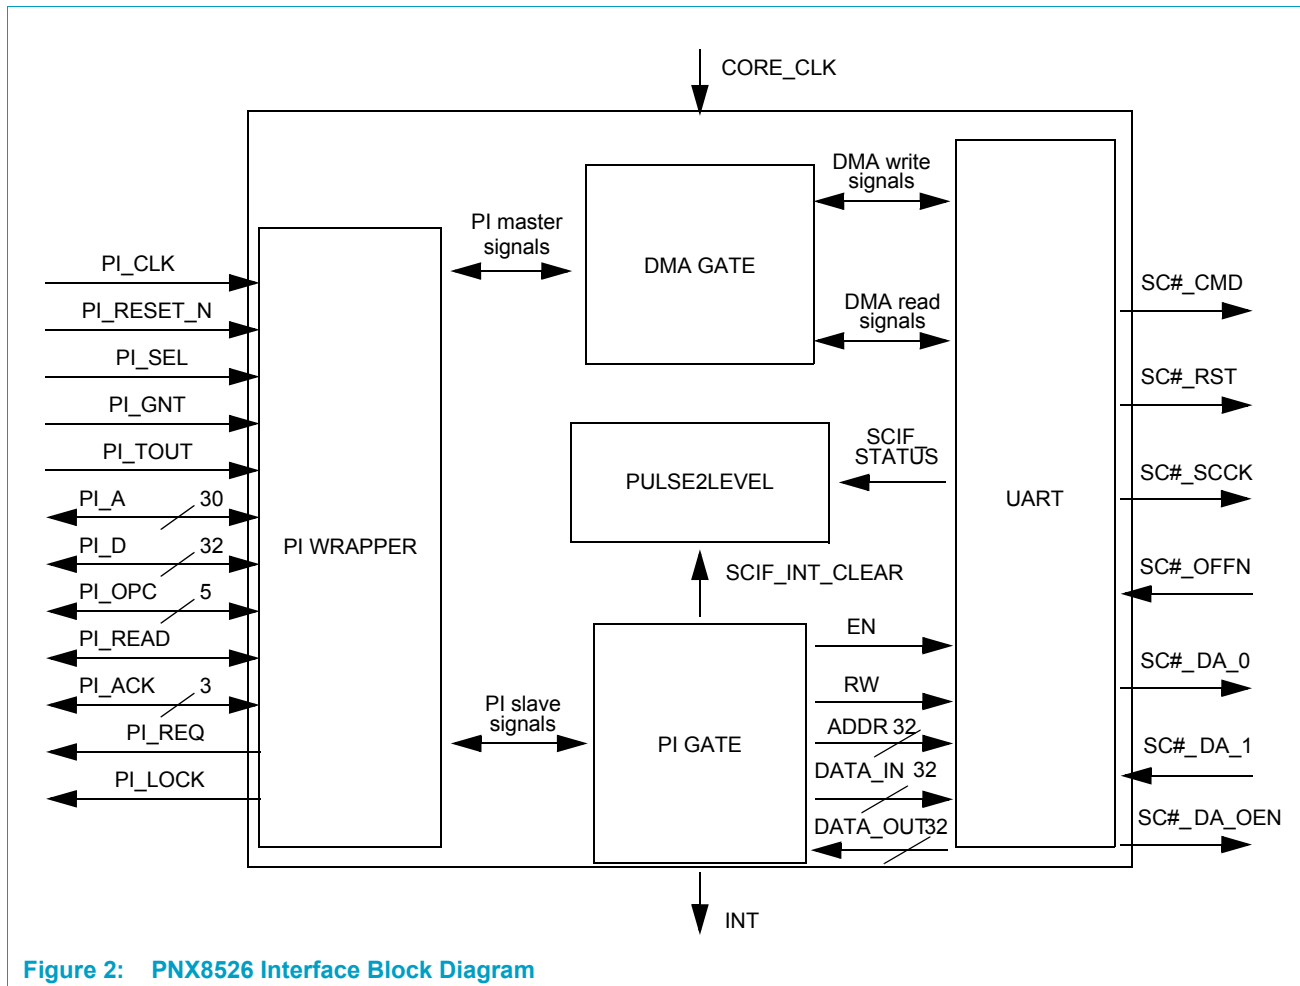 CORE_CLK
DMA write
signals
PI master
signals
DMA GATE
PI_CLK
SC#_CMD
DMA read
signals
PI_RESET_N
PI_SEL
SC#_RST
PI_GNT
SCIF_
STATUS
PI_TOUT
PULSE2LEVEL
SC#_SCCK
UART
PI_A 30
PI_D 32
PI WRAPPER
SCIF_INT_CLEAR
SC#_OFFN
PI_OPC 5
EN
PI_READ
SC#_DA_0
PI_ACK 3
PI slave
signals
RW
PI_REQ
ADDR 32
PI GATE
SC#_DA_1
PI_LOCK
DATA_IN 32
DATA_OUT 32
SC#_DA_OEN
INT
Figure 2: PNX8526 Interface Block Diagram